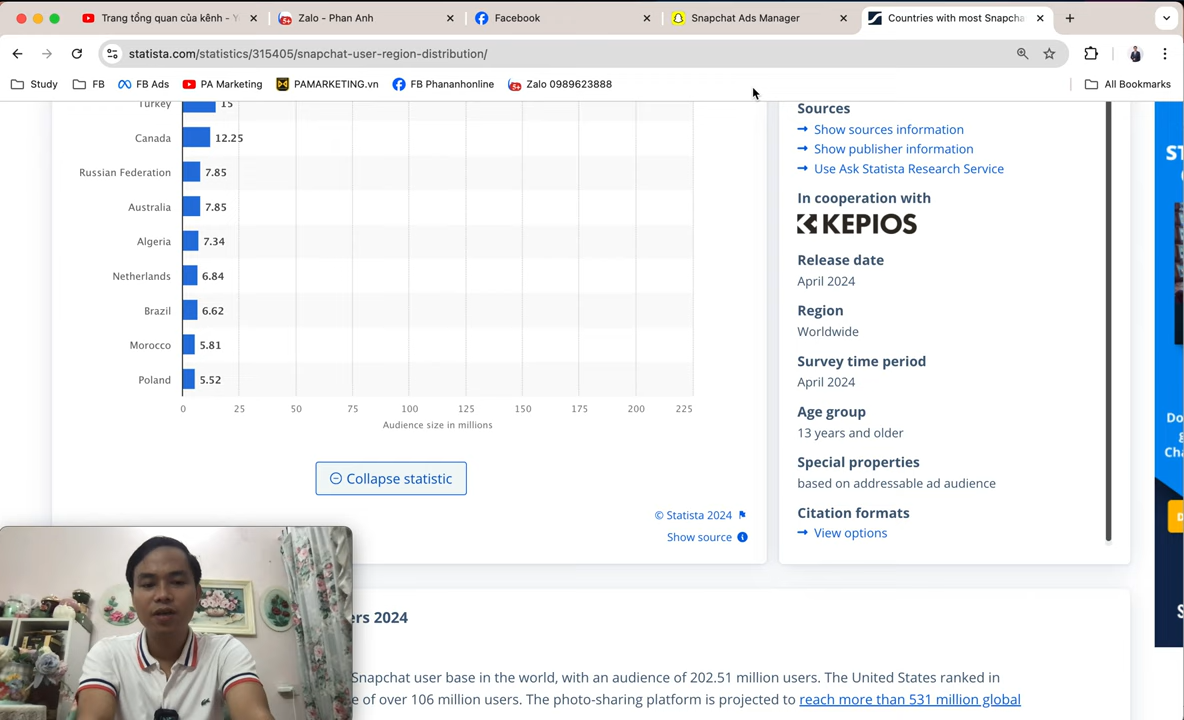 Trang tổng quan của kênh - Y
Zalo - Phan Anh
Facebook
Snapchat Ads Manager
Countries with most Snapcha
statista.com/statistics/315405/snapchat-user-region-distribution/
Study
FB
FB Ads
PA Marketing
PAMARKETING.vn
FB Phananhonline
Zalo 0989623888
All Bookmarks
Turkey 15
Canada 12.25
Russian Federation 7.85
Australia 7.85
Algeria 7.34
Netherlands 6.84
Brazil 6.62
Morocco 5.81
Poland 5.52
0 25 50 75 100 125 150 175 200 225
Audience size in millions
Collapse statistic
© Statista 2024
Show source
Sources
Show sources information
Show publisher information
Use Ask Statista Research Service
In cooperation with
KEPIOS
Release date
April 2024
Region
Worldwide
Survey time period
April 2024
Age group
13 years and older
Special properties
based on addressable ad audience
Citation formats
View options
ers 2024
Snapchat user base in the world, with an audience of 202.51 million users. The United States ranked in
e of over 106 million users. The photo-sharing platform is projected to reach more than 531 million global
ST
Do
g
Cha
D
S